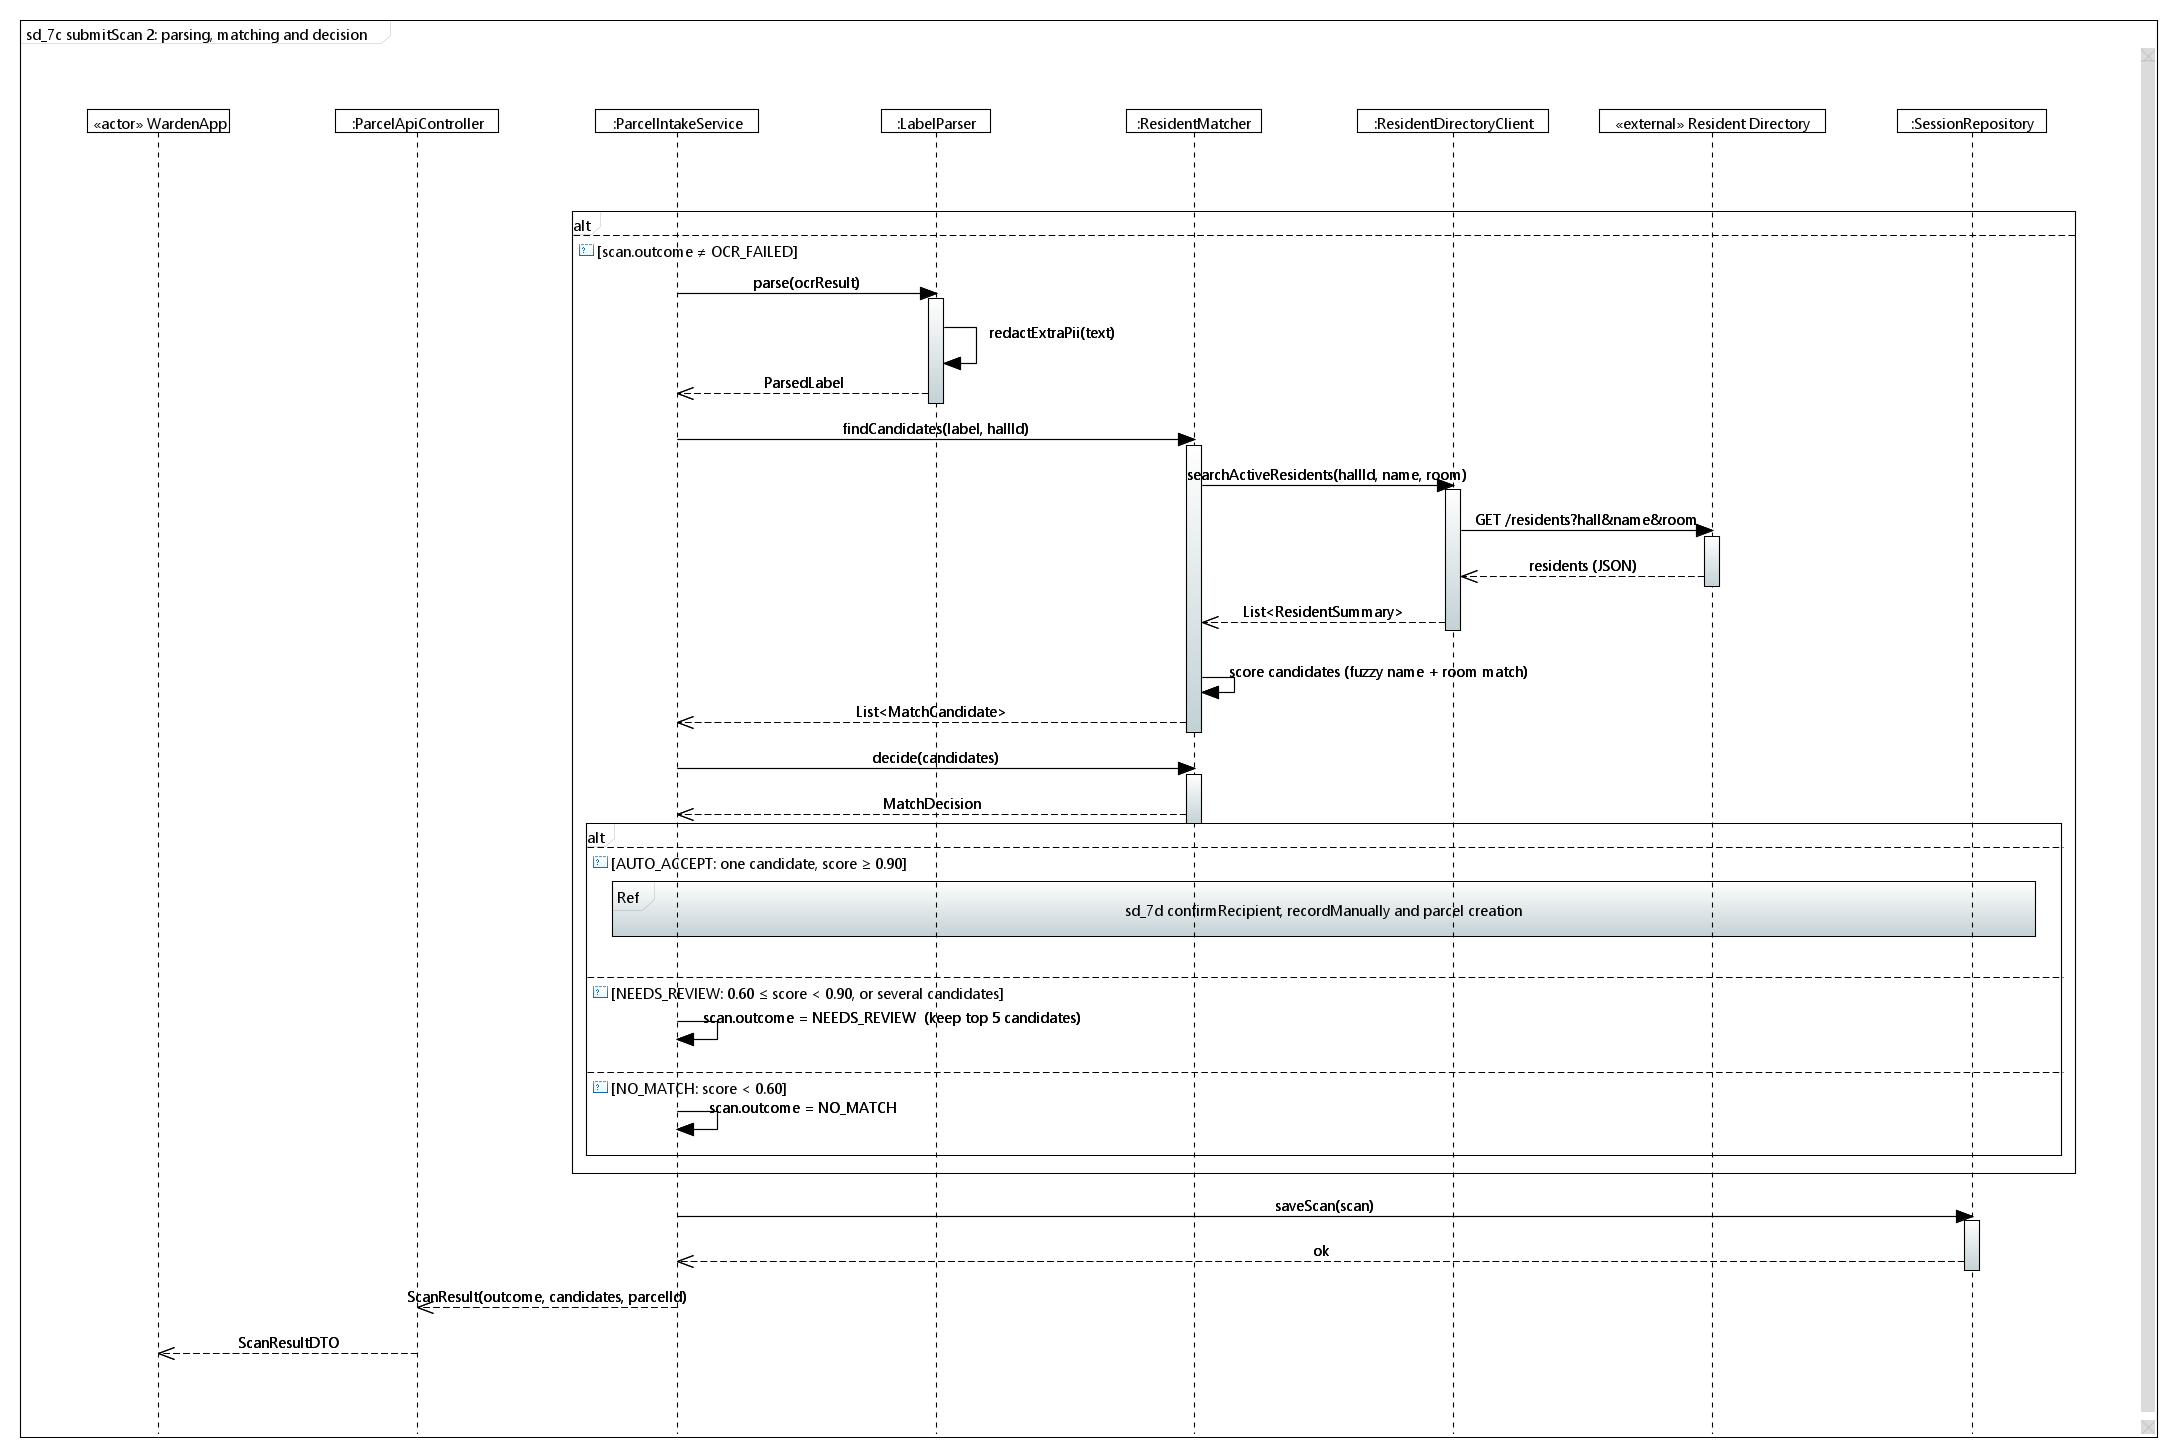 sd_7c submitScan 2: parsing, matching and decision
«actor» WardenApp
:ParcelApiController
:ParcelIntakeService
:LabelParser
:ResidentMatcher
:ResidentDirectoryClient
«external» Resident Directory
:SessionRepository
alt
[scan.outcome ≠ OCR_FAILED]
parse(ocrResult)
redactExtraPii(text)
ParsedLabel
findCandidates(label, hallId)
searchActiveResidents(hallId, name, room)
GET /residents?hall&name&room
residents (JSON)
List<ResidentSummary>
score candidates (fuzzy name + room match)
List<MatchCandidate>
decide(candidates)
MatchDecision
alt
[AUTO_ACCEPT: one candidate, score ≥ 0.90]
Ref
sd_7d confirmRecipient, recordManually and parcel creation
[NEEDS_REVIEW: 0.60 ≤ score < 0.90, or several candidates]
scan.outcome = NEEDS_REVIEW (keep top 5 candidates)
[NO_MATCH: score < 0.60]
scan.outcome = NO_MATCH
saveScan(scan)
ok
ScanResult(outcome, candidates, parcelId)
ScanResultDTO